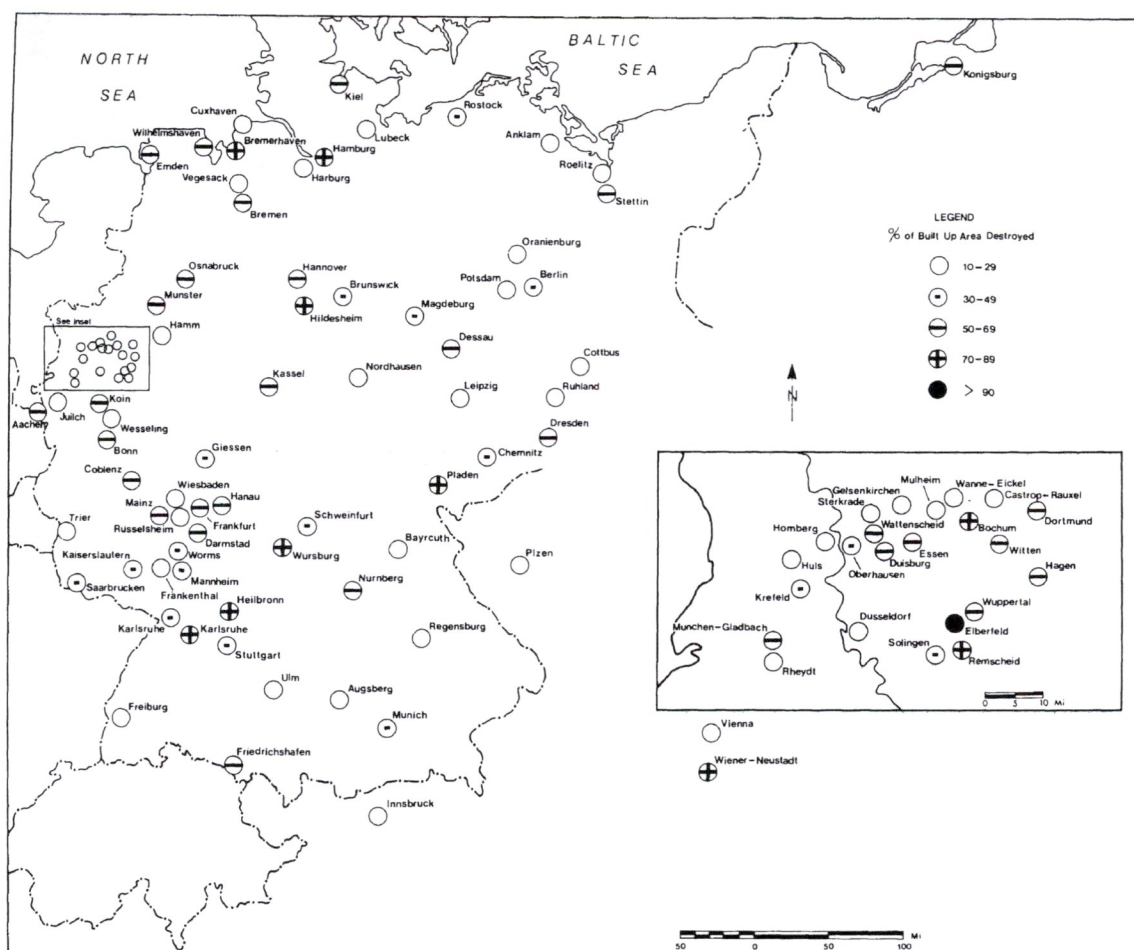 NORTH
SEA
BALTIC
SEA
Konigsburg
Kiel
Rostock
Cuxhaven
Lubeck
Anklam
Wilhelmshaven
Bremerhaven
Hamburg
Emden
Harburg
Roelitz
Vegesack
Bremen
Stettin
LEGEND
% of Built Up Area Destroyed
10-29
30-49
50-69
70-89
> 90
Oranienburg
Osnabruck
Hannover
Potsdam
Berlin
Munster
Brunswick
Hildesheim
Magdeburg
See Insel
Hamm
Dessau
Cottbus
Kassel
Nordhausen
Leipzig
Ruhland
Koin
Juilch
Aachen
Wesseling
Bonn
Dresden
Giessen
Chemnitz
Coblenz
Pladen
Wiesbaden
Mainz
Hanau
Russelsheim
Frankfurt
Schweinfurt
Trier
Darmstad
Bayrcuth
Wursburg
Kaiserslautern
Worms
Plzen
Saarbrucken
Mannheim
Frankenthal
Nurnberg
Heilbronn
Karlsruhe
Karlsruhe
Regensburg
Stuttgart
Ulm
Augsberg
Freiburg
Munich
Friedrichshafen
Innsbruck
Vienna
Wiener-Neustadt
N
Mulheim
Wanne-Eickel
Gelsenkirchen
Castrop-Rauxel
Sterkrade
Dortmund
Homberg
Wattenscheid
Bochum
Essen
Witten
Huls
Duisburg
Oberhausen
Hagen
Krefeld
Wuppertal
Dusseldorf
Elberfeld
Munchen-Gladbach
Solingen
Remscheid
Rheydt
0 5 10 Mi
50 0 50 100 Mi